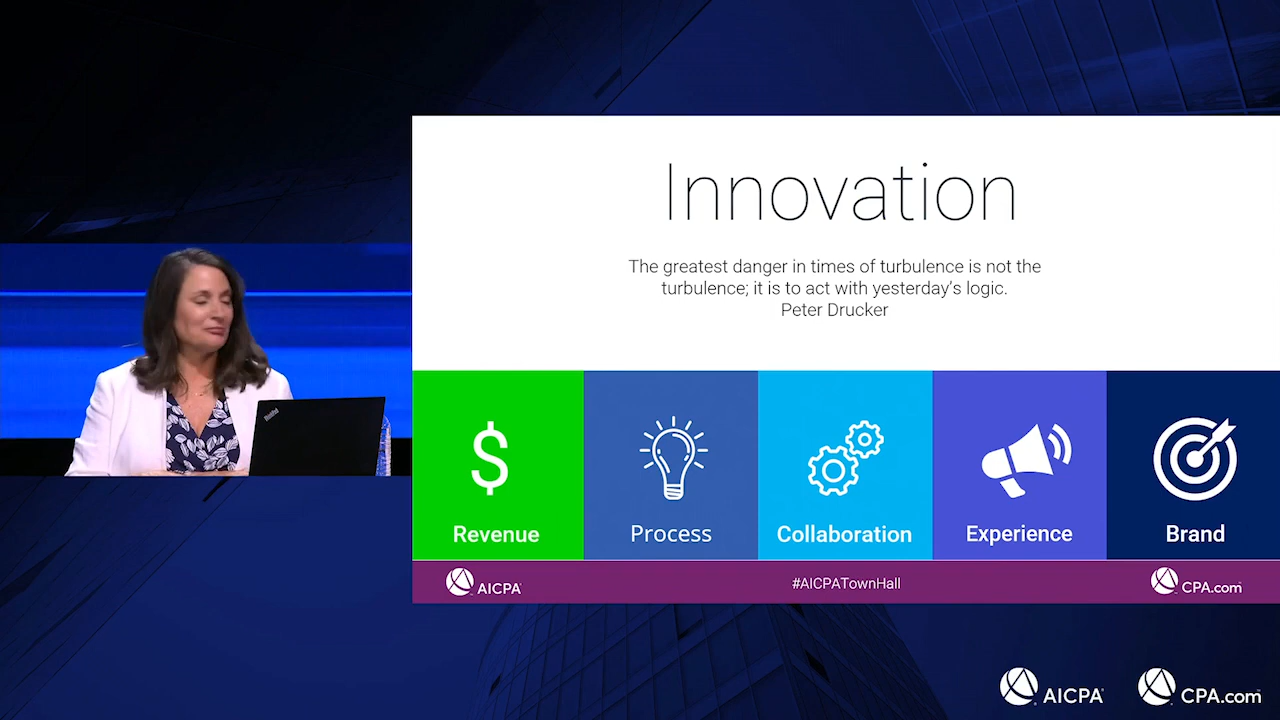 Innovation
The greatest danger in times of turbulence is not the
turbulence; it is to act with yesterday's logic.
Peter Drucker
Revenue
Process
Collaboration
Experience
Brand
AICPA
#AICPATownHall
CPA.com
ThinkPad
AICPA
CPA.com